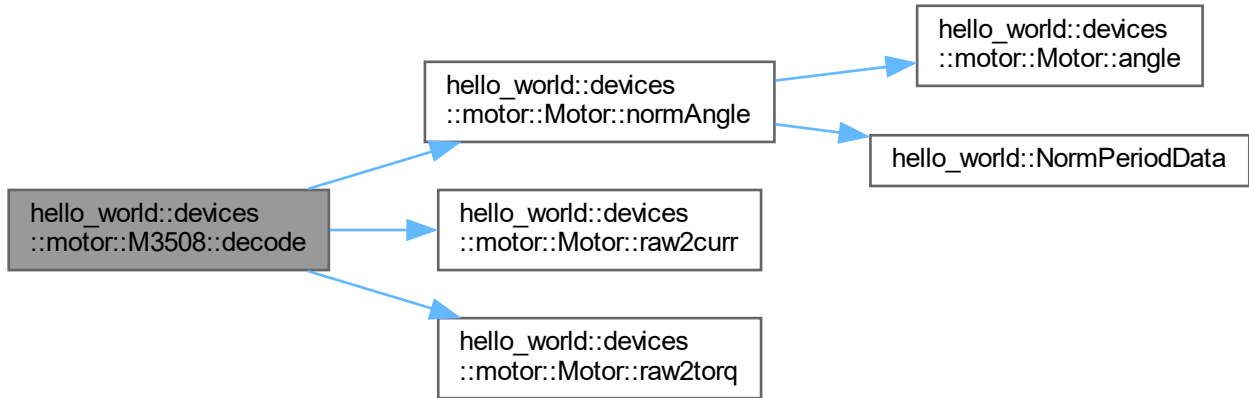 hello_world::devices
::motor::M3508::decode
hello_world::devices
::motor::Motor::normAngle
hello_world::devices
::motor::Motor::angle
hello_world::NormPeriodData
hello_world::devices
::motor::Motor::raw2curr
hello_world::devices
::motor::Motor::raw2torq